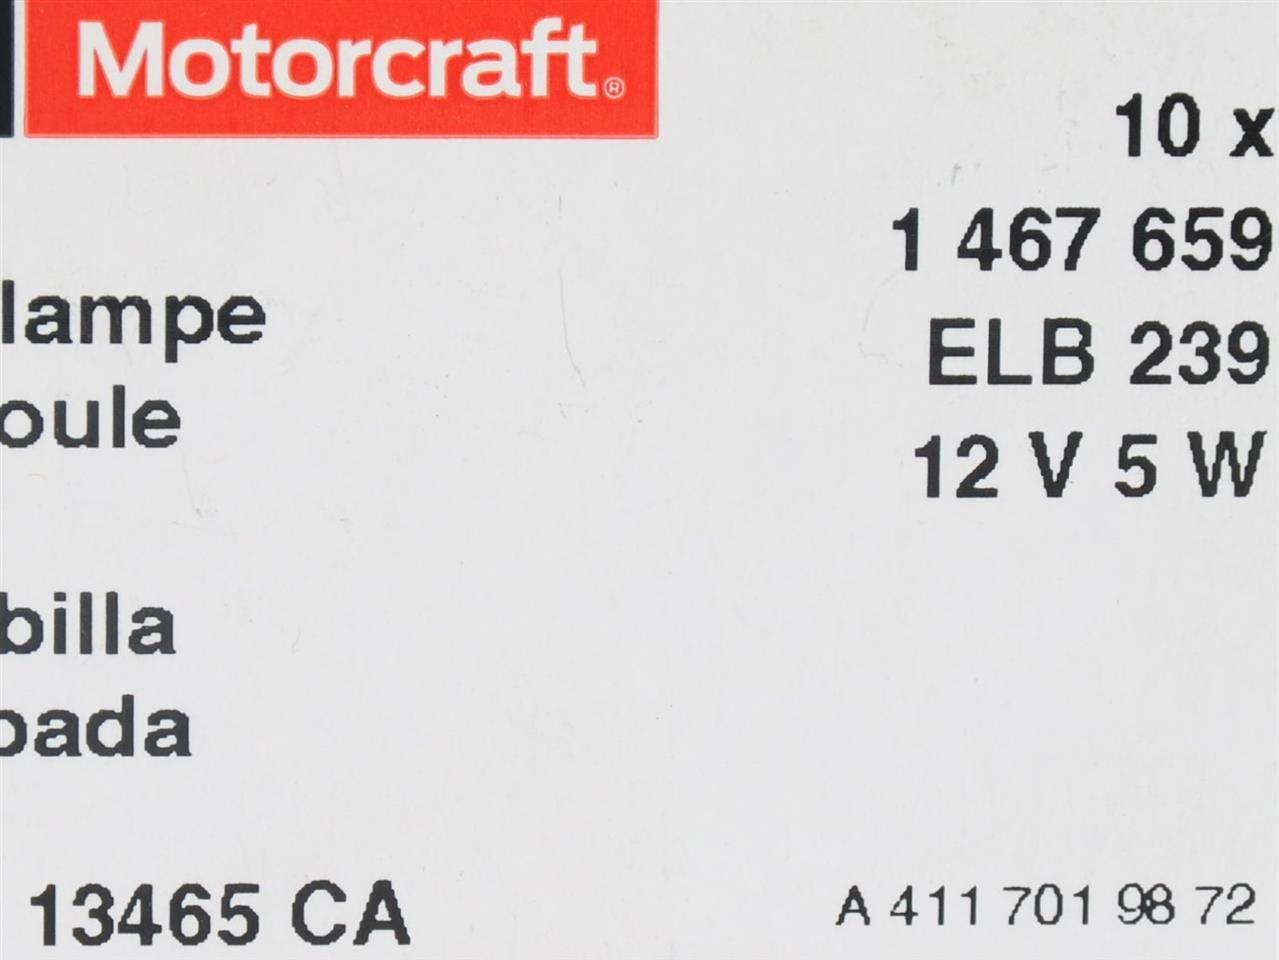 Motorcraft®
10 x
1 467 659
lampe
ELB 239
oule
12 V 5 W
billa
bada
13465 CA
A 411 701 98 72